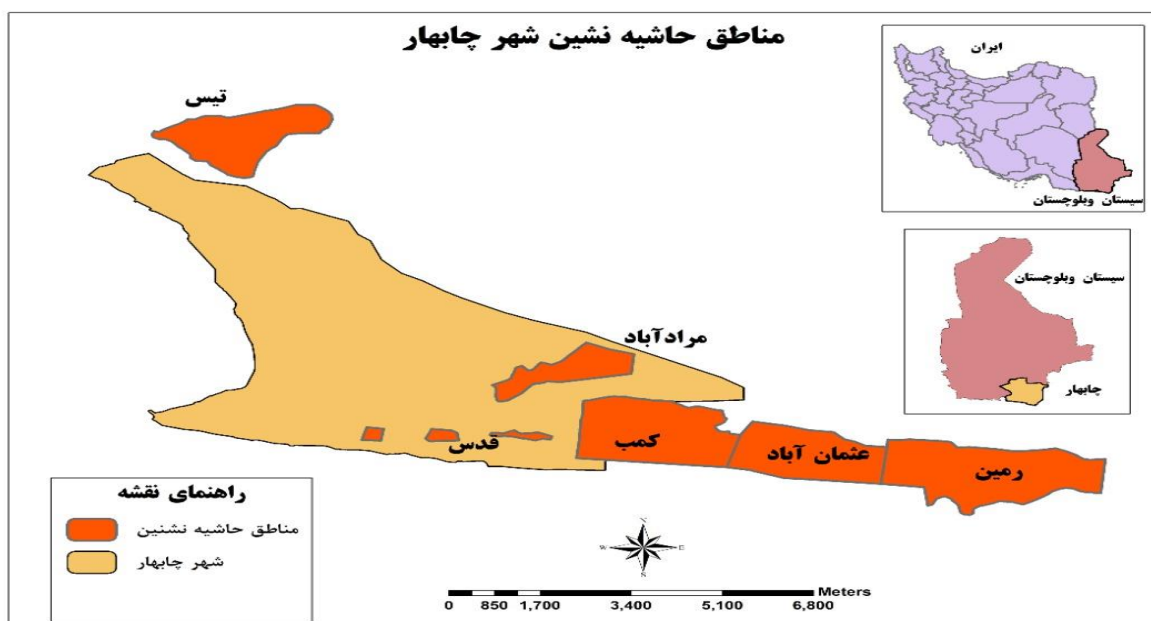 مناطق حاشیه نشین شهر چابهار
ایران
سیستان وبلوچستان
سیستان وبلوچستان
چابهار
تیس
مرادآباد
قدس
کمب
عثمان آباد
رمین
راهنمای نقشه
مناطق حاشیه نشنین
شهر چابهار
N
W E
S
Meters
0 850 1,700 3,400 5,100 6,800